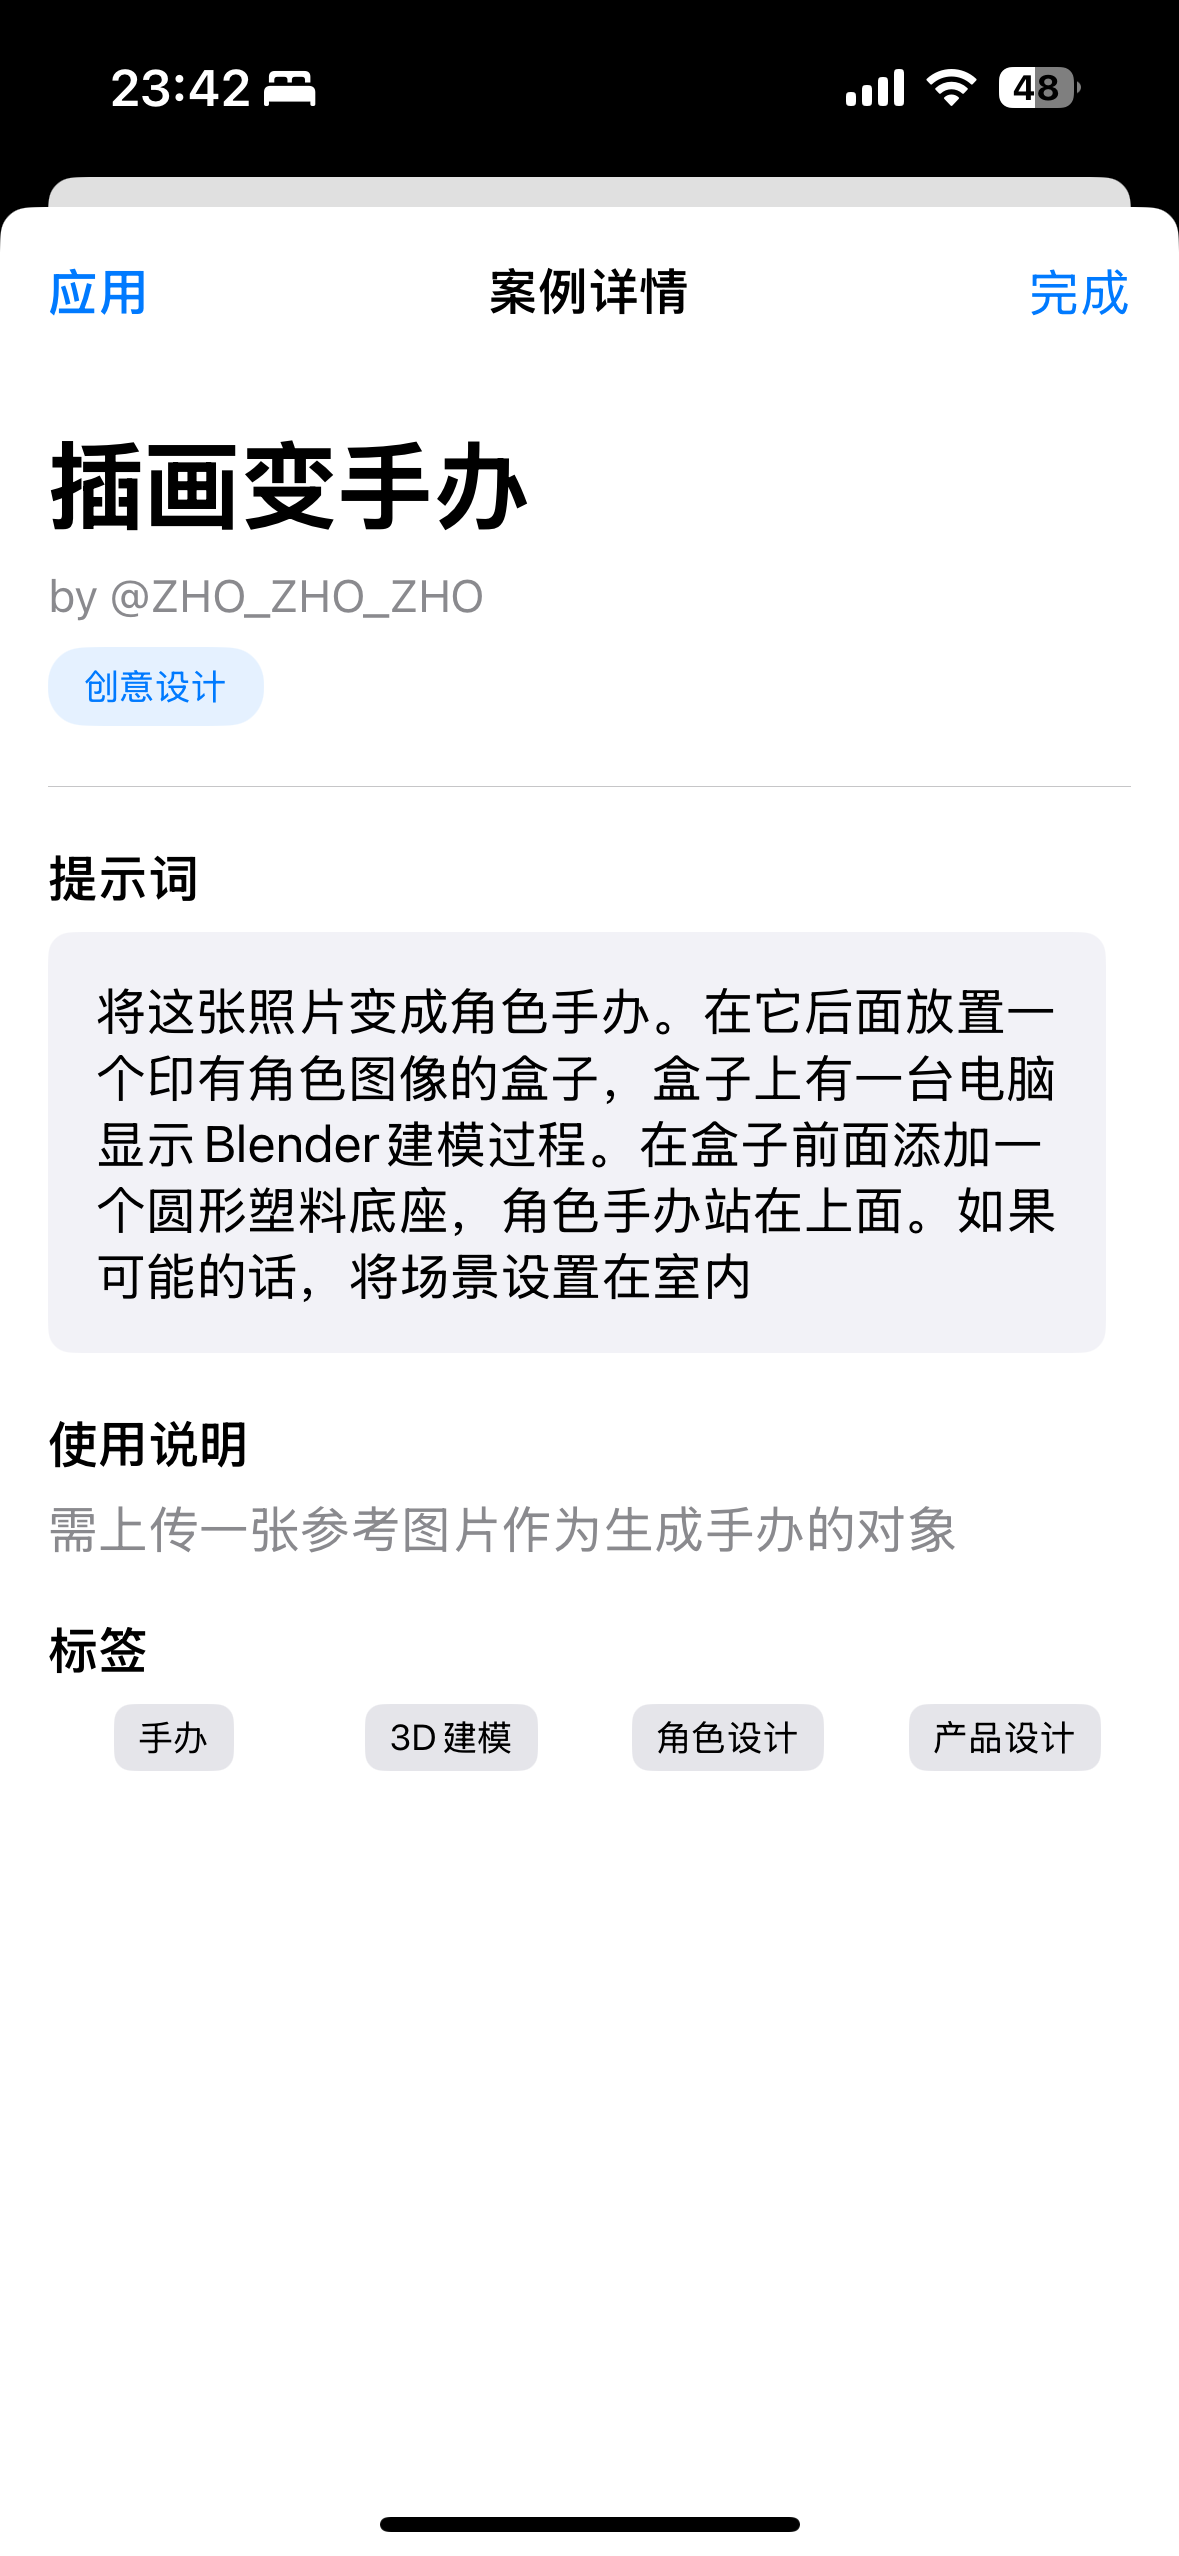 23:42
48
应用
案例详情
完成
插画变手办
by @ZHO_ZHO_ZHO
创意设计
提示词
将这张照片变成角色手办。在它后面放置一
个印有角色图像的盒子，盒子上有一台电脑
显示 Blender 建模过程。在盒子前面添加一
个圆形塑料底座，角色手办站在上面。如果
可能的话，将场景设置在室内
使用说明
需上传一张参考图片作为生成手办的对象
标签
手办
3D 建模
角色设计
产品设计